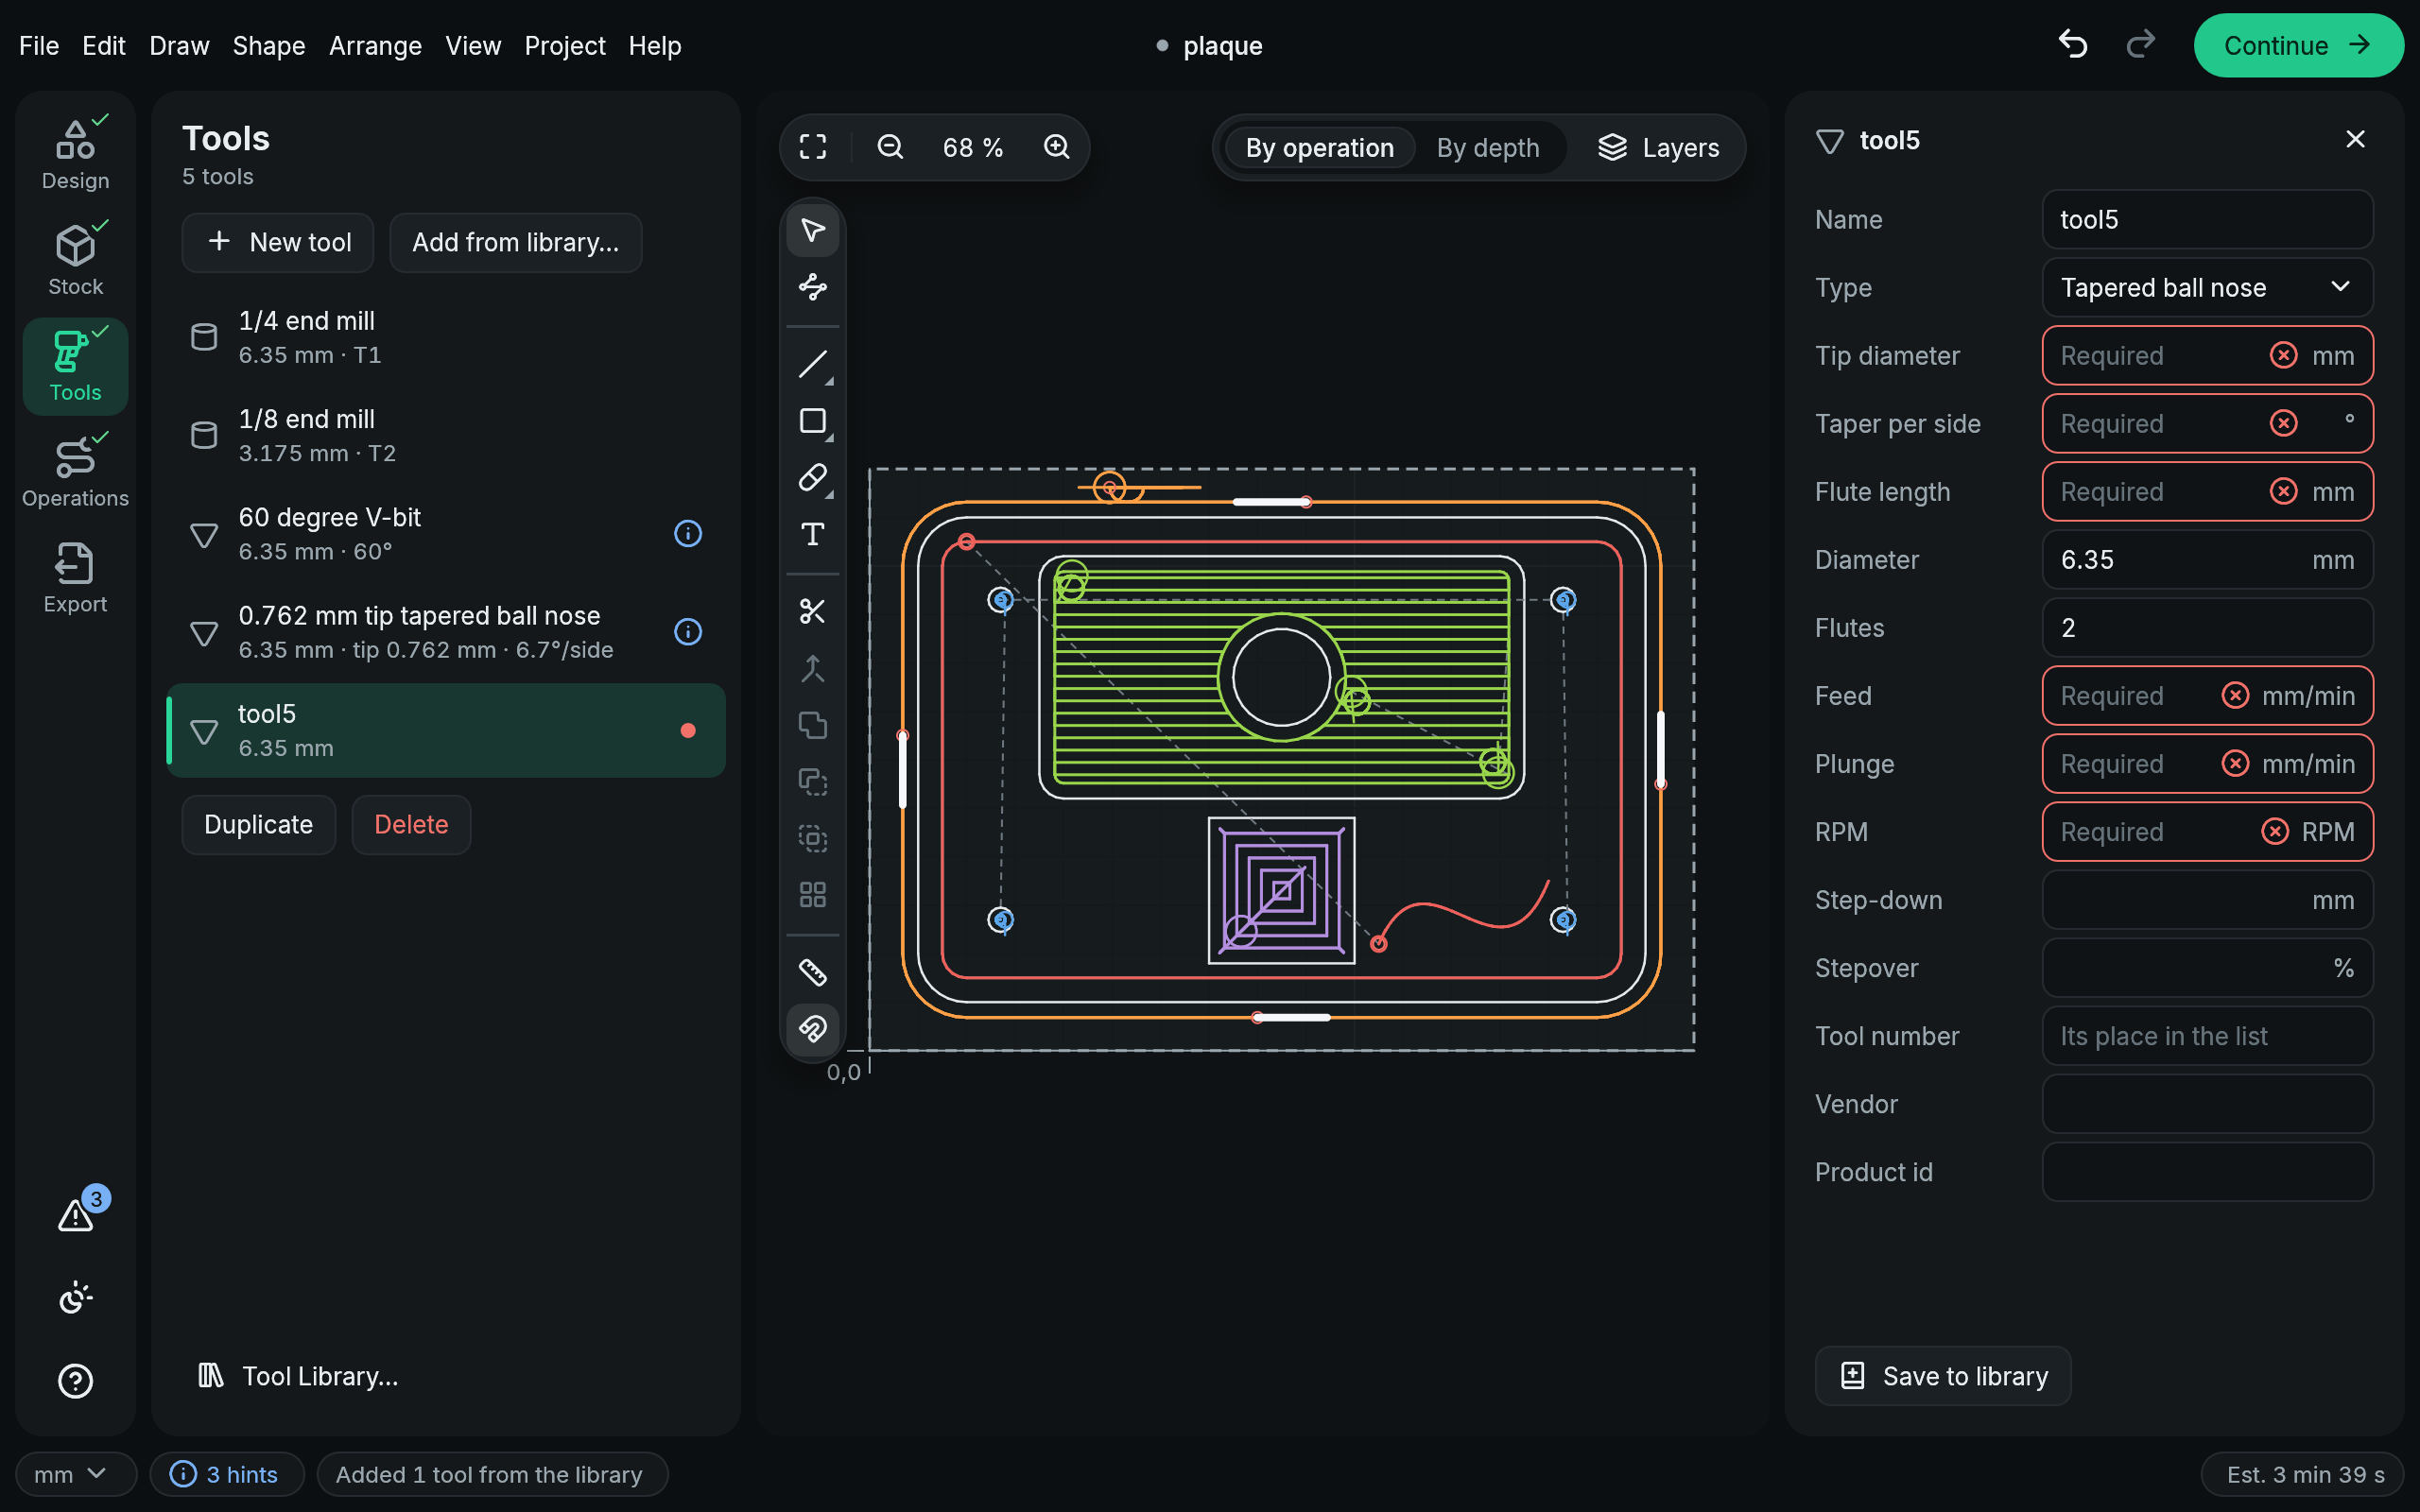 File Edit Draw Shape Arrange View Project Help
plaque
Continue
Design
Stock
Tools
Operations
Export
3
Tools
5 tools
New tool
Add from library...
1/4 end mill
6.35 mm · T1
1/8 end mill
3.175 mm · T2
60 degree V-bit
6.35 mm · 60°
0.762 mm tip tapered ball nose
6.35 mm · tip 0.762 mm · 6.7°/side
tool5
6.35 mm
Duplicate
Delete
Tool Library...
68 %
By operation
By depth
Layers
T
0,0
tool5
Name tool5
Type Tapered ball nose
Tip diameter Required mm
Taper per side Required °
Flute length Required mm
Diameter 6.35 mm
Flutes 2
Feed Required mm/min
Plunge Required mm/min
RPM Required RPM
Step-down mm
Stepover %
Tool number Its place in the list
Vendor
Product id
Save to library
mm
3 hints
Added 1 tool from the library
Est. 3 min 39 s